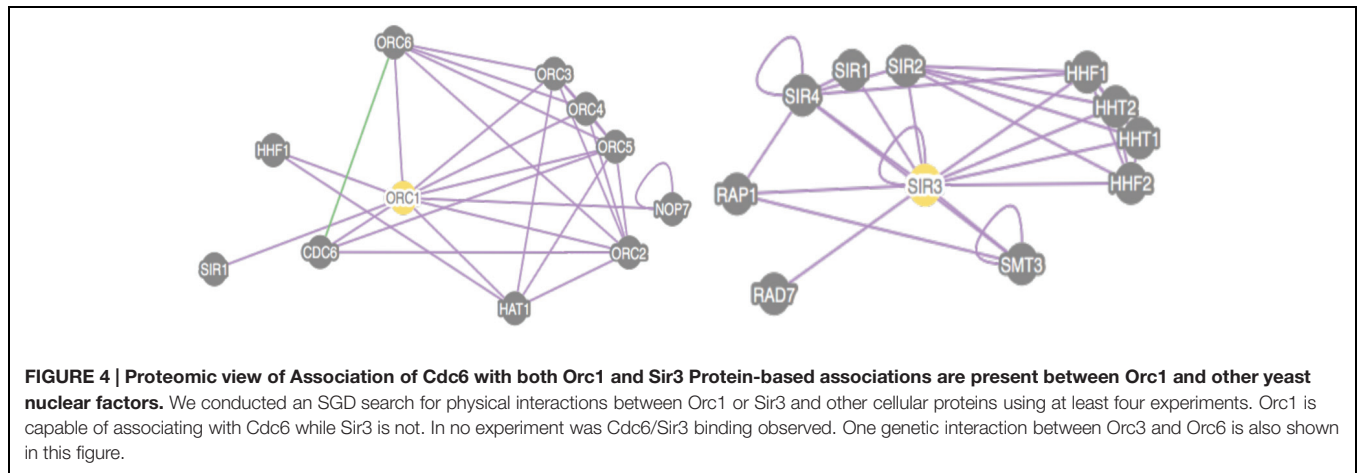 ORC6
ORC3
ORC4
ORC5
HHF1
ORC1
NOP7
CDC6
ORC2
SIR1
HAT1
SIR1
SIR2
HHF1
SIR4
HHT2
HHT1
SIR3
HHF2
RAP1
SMT3
RAD7
FIGURE 4 | Proteomic view of Association of Cdc6 with both Orc1 and Sir3 Protein-based associations are present between Orc1 and other yeast
nuclear factors. We conducted an SGD search for physical interactions between Orc1 or Sir3 and other cellular proteins using at least four experiments. Orc1 is
capable of associating with Cdc6 while Sir3 is not. In no experiment was Cdc6/Sir3 binding observed. One genetic interaction between Orc3 and Orc6 is also shown
in this figure.